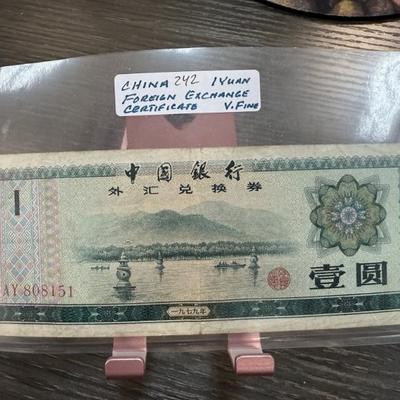 CHINA 242 1 YUAN
FOREIGN EXCHANGE
CERTIFICATE V.FINE
中国银行
外汇兑换券
1
AY 808151
壹圆
一九七九年